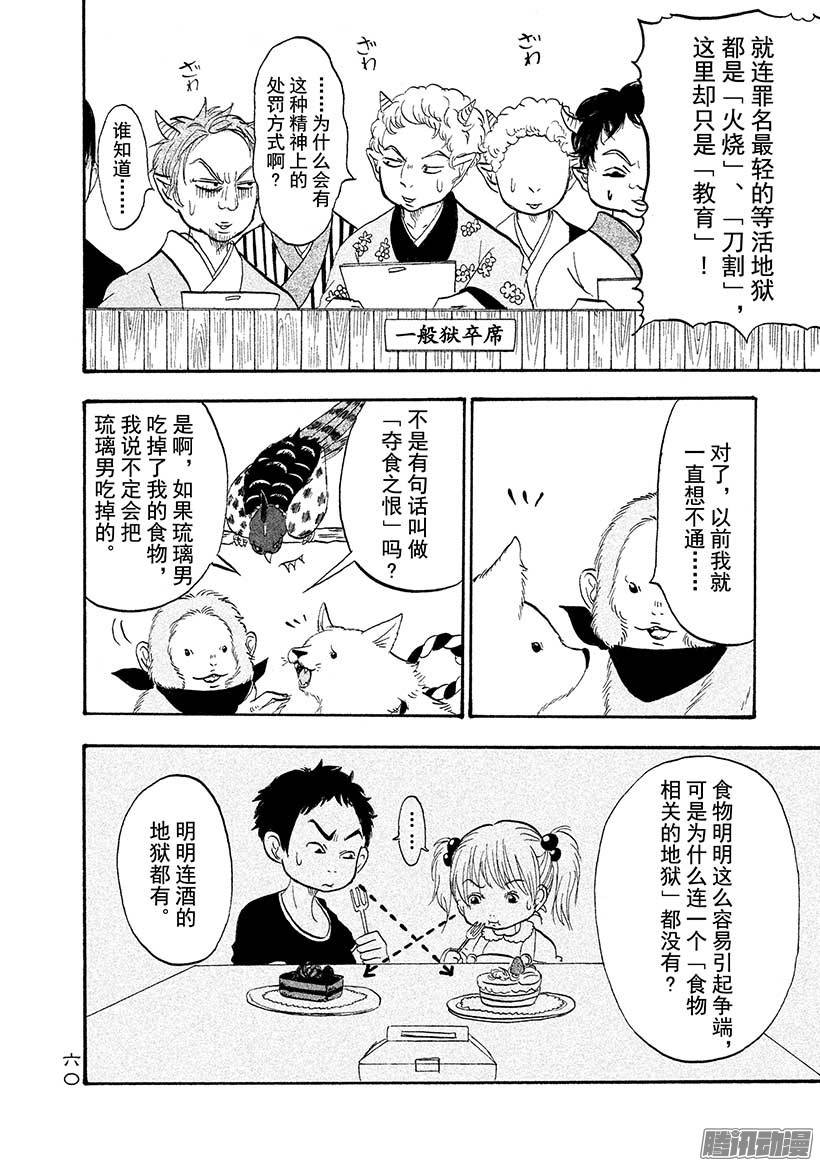 就连罪名最轻的等活地狱
都是「火烧」、「刀割」，
这里却只是「教育」！
ざわ
ざわ
ざわ
……为什么会有
这种精神上的
处罚方式啊？
谁知道……
一般狱卒席
对了，以前我就
一直想不通……
不是有句话叫做
「夺食之恨」吗？
是啊，如果琉璃男
吃掉了我的食物，
我说不定会把
琉璃男吃掉的。
食物明明这么容易引起争端，
可是为什么连一个「食物
相关的地狱」都没有？
……
明明连酒的
地狱都有。
六〇
腾讯动漫